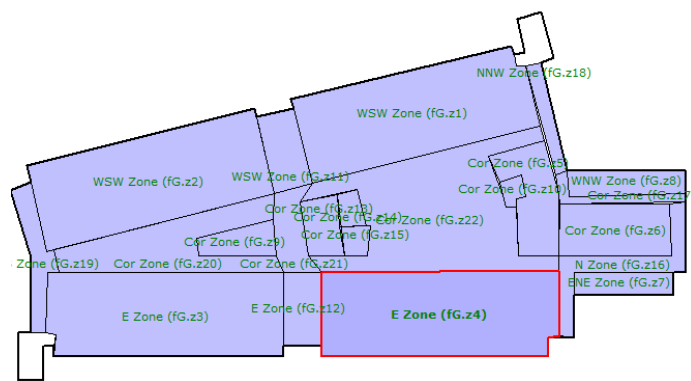 NNW Zone (fG.z18)
WSW Zone (fG.z1)
Cor Zone (fG.z5)
WSW Zone (fG.z11)
WSW Zone (fG.z2)
WNW Zone (fG.z8)
Cor Zone (fG.z10)
Cor Zone (fG.z17
Cor Zone (fG.z13)
Cor Zone (fG.z14)
Cor Zone (fG.z22)
Cor Zone (fG.z6)
Cor Zone (fG.z15)
Cor Zone (fG.z9)
Zone (fG.z19)
Cor Zone (fG.z20)
Cor Zone (fG.z21)
N Zone (fG.z16)
ENE Zone (fG.z7)
E Zone (fG.z12)
E Zone (fG.z3)
E Zone (fG.z4)